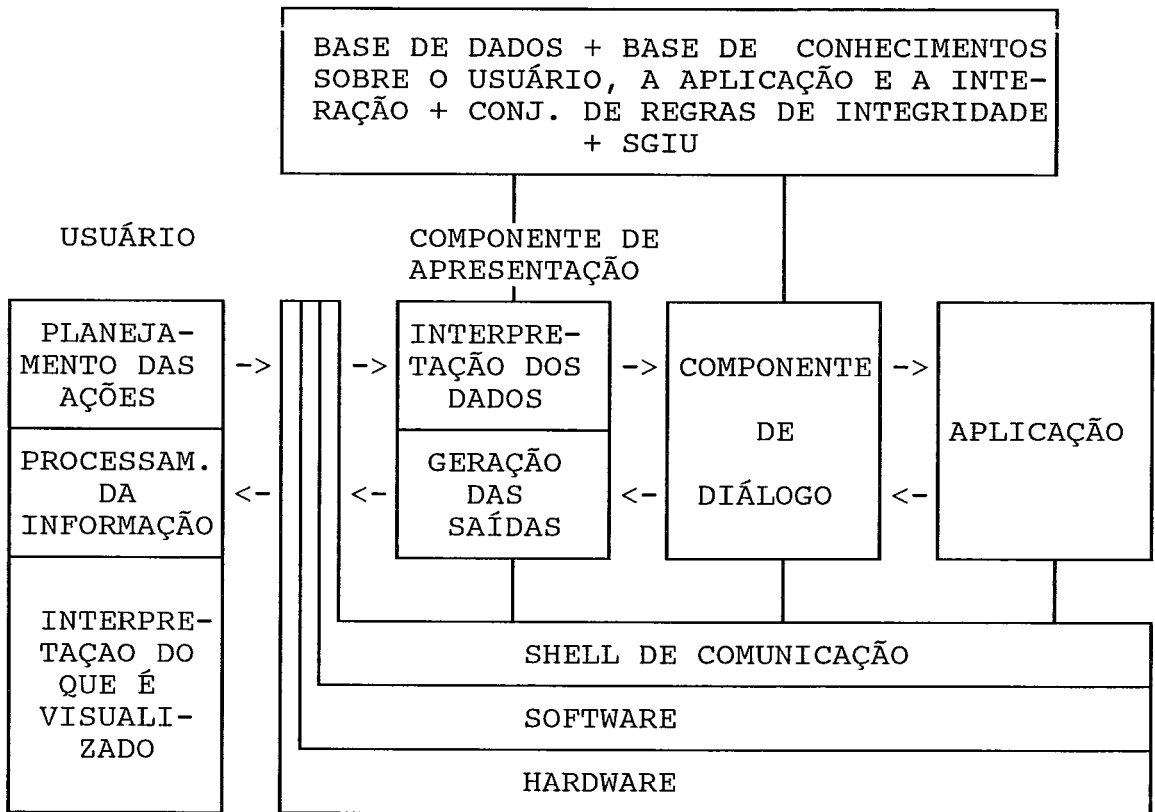 BASE DE DADOS + BASE DE CONHECIMENTOS
SOBRE O USUÁRIO, A APLICAÇÃO E A INTE-
RAÇÃO + CONJ. DE REGRAS DE INTEGRIDADE
+ SGIU
USUÁRIO
COMPONENTE DE
APRESENTAÇÃO
PLANEJA-
MENTO DAS
AÇÕES
->
->
INTERPRE-
TAÇÃO DOS
DADOS
->
COMPONENTE
DE
DIÁLOGO
->
APLICAÇÃO
PROCESSAM.
DA
INFORMAÇÃO
<-
<-
GERAÇÃO
DAS
SAÍDAS
<-
<-
INTERPRE-
TAÇAO DO
QUE É
VISUALI-
ZADO
SHELL DE COMUNICAÇÃO
SOFTWARE
HARDWARE